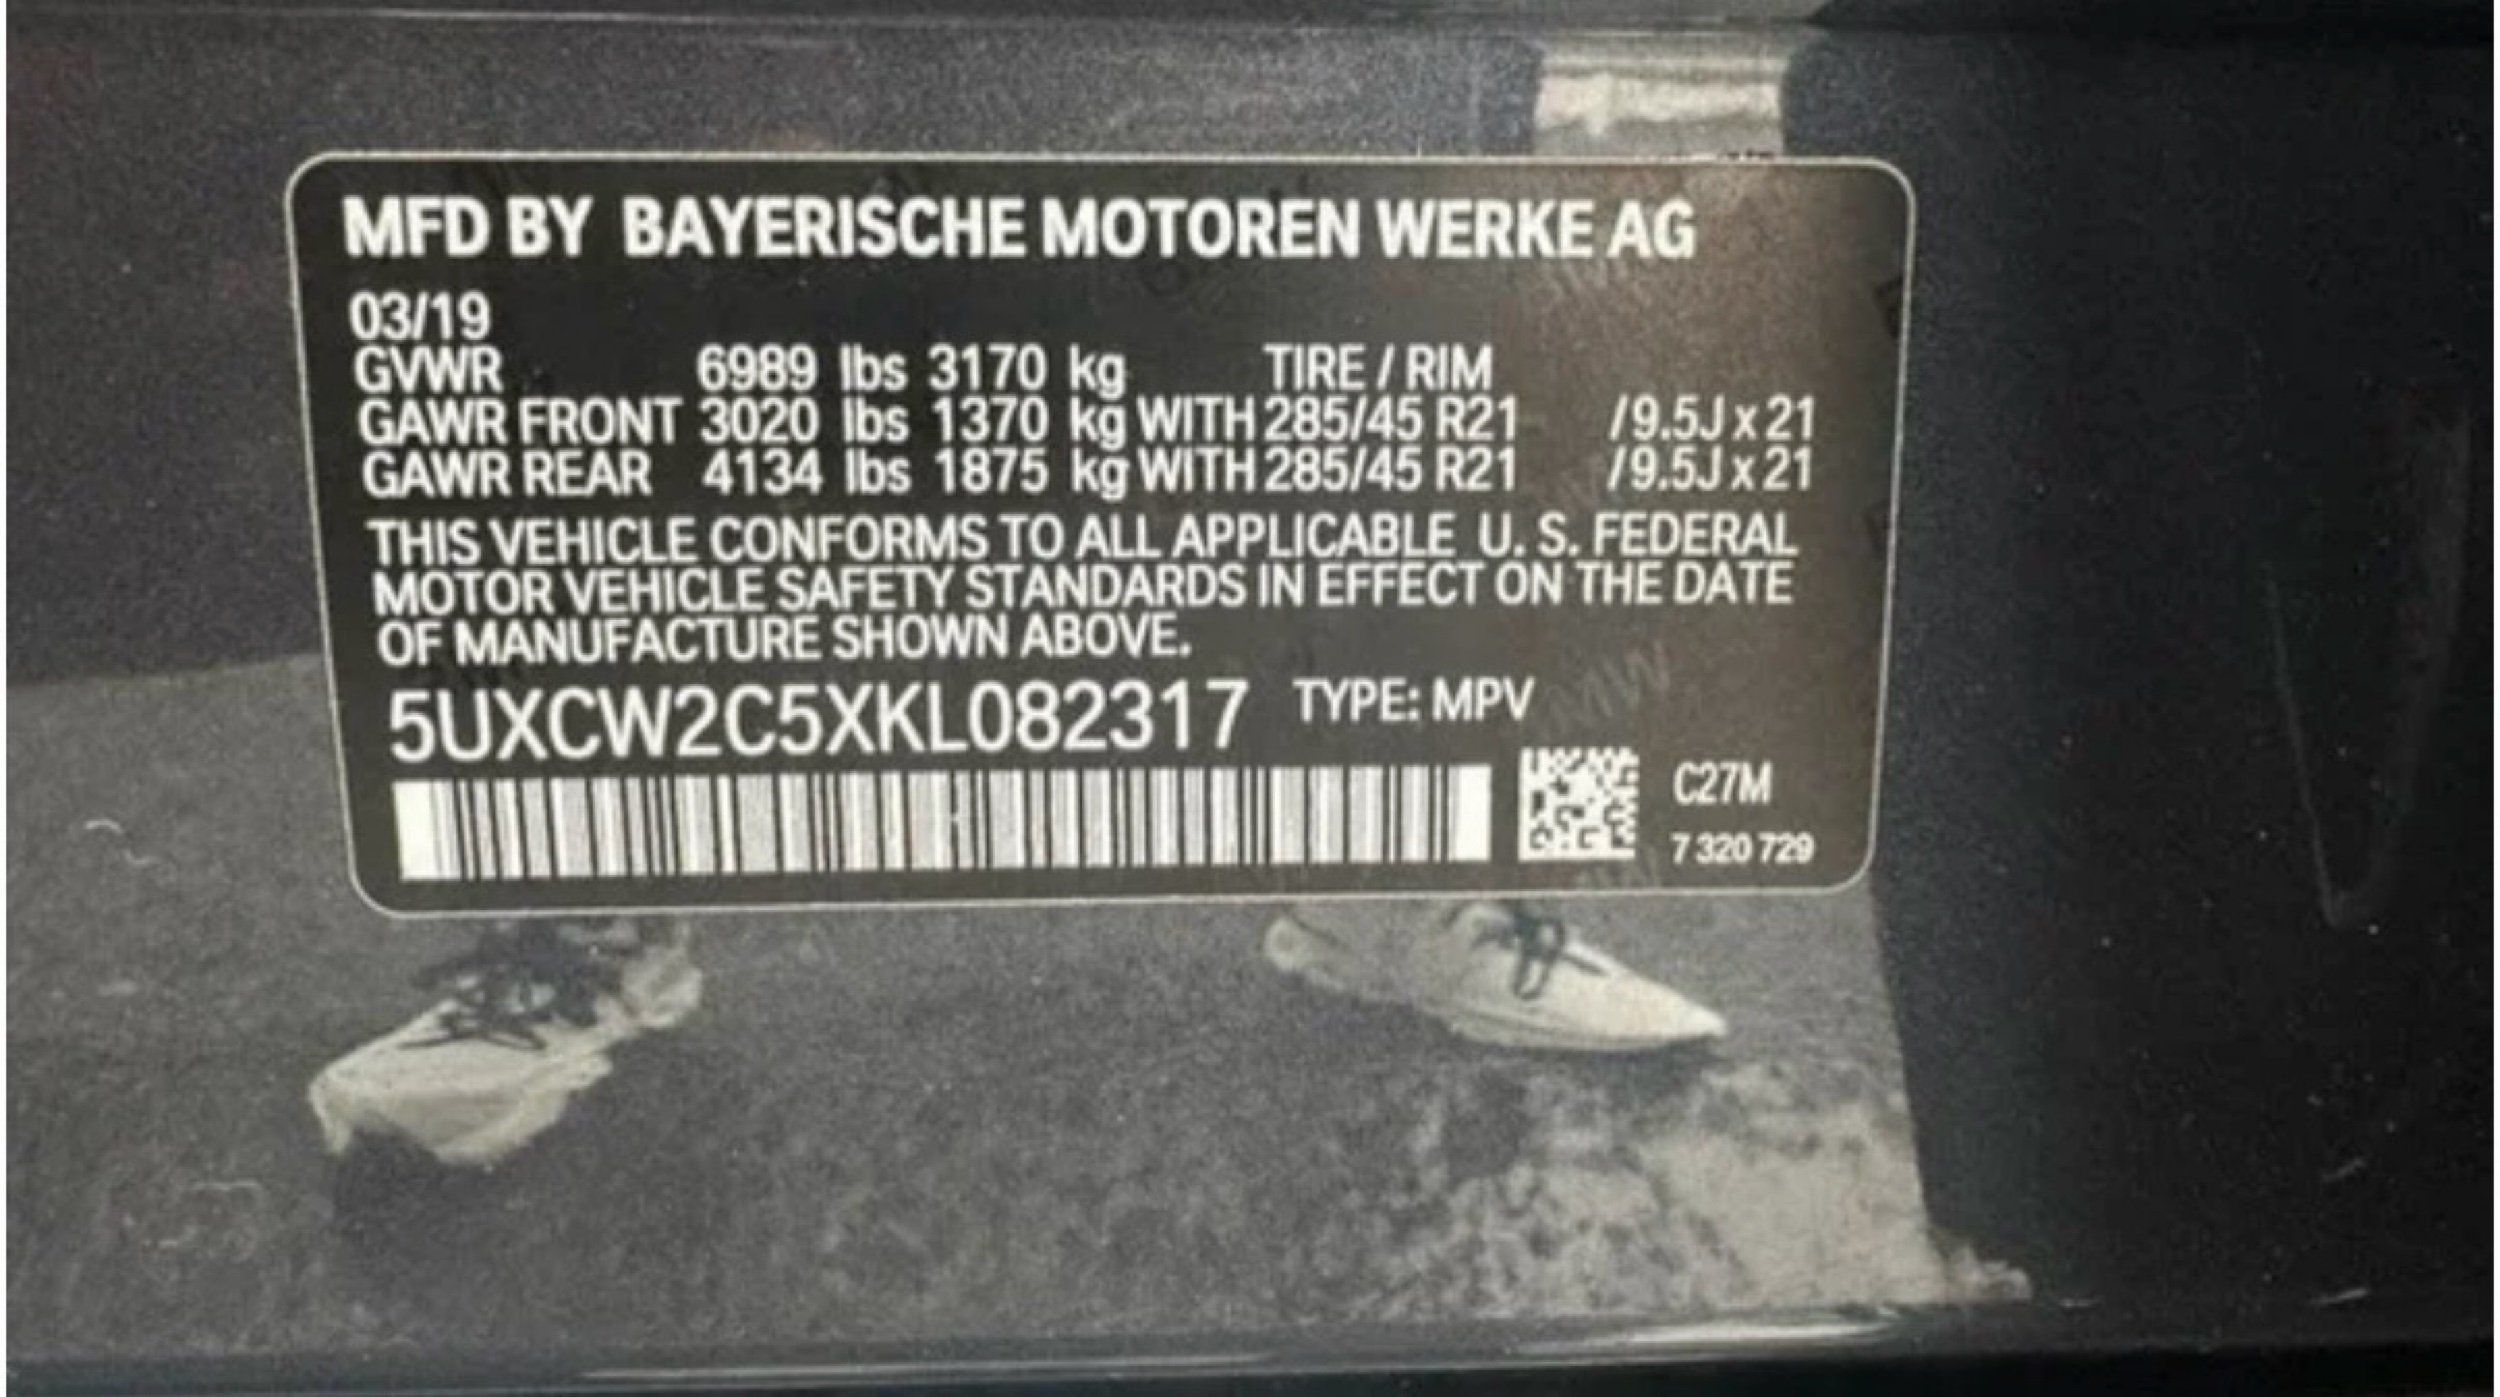 MFD BY BAYERISCHE MOTOREN WERKE AG
03/19
GVWR 6989 lbs 3170 kg TIRE / RIM
GAWR FRONT 3020 lbs 1370 kg WITH 285/45 R21 /9.5J x 21
GAWR REAR 4134 lbs 1875 kg WITH 285/45 R21 /9.5J x 21
THIS VEHICLE CONFORMS TO ALL APPLICABLE U. S. FEDERAL
MOTOR VEHICLE SAFETY STANDARDS IN EFFECT ON THE DATE
OF MANUFACTURE SHOWN ABOVE.
5UXCW2C5XKL082317 TYPE: MPV
C27M
7 320 729